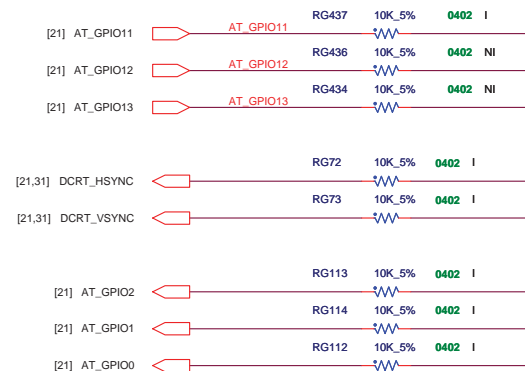 RG437 10K_5% 0402 I
[21] AT_GPIO11 AT_GPIO11
RG436 10K_5% 0402 NI
[21] AT_GPIO12 AT_GPIO12
RG434 10K_5% 0402 NI
[21] AT_GPIO13 AT_GPIO13
RG72 10K_5% 0402 I
[21,31] DCRT_HSYNC
RG73 10K_5% 0402 I
[21,31] DCRT_VSYNC
RG113 10K_5% 0402 I
[21] AT_GPIO2
RG114 10K_5% 0402 I
[21] AT_GPIO1
RG112 10K_5% 0402 I
[21] AT_GPIO0